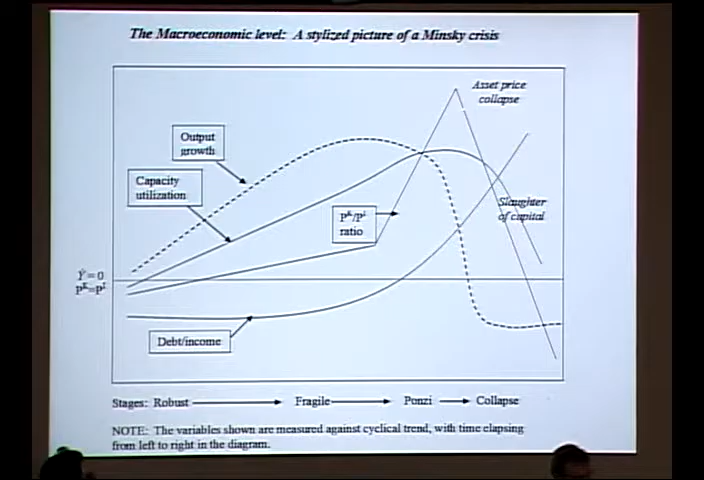 The Macroeconomic level: A stylized picture of a Minsky crisis
Asset price
collapse
Output
growth
Capacity
utilization
Pᴷ/Pᴵ
ratio
Slaughter
of capital
Ẏ=0
Pᴷ=Pᴵ
Debt/income
Stages: Robust Fragile Ponzi Collapse
NOTE: The variables shown are measured against cyclical trend, with time elapsing
from left to right in the diagram.